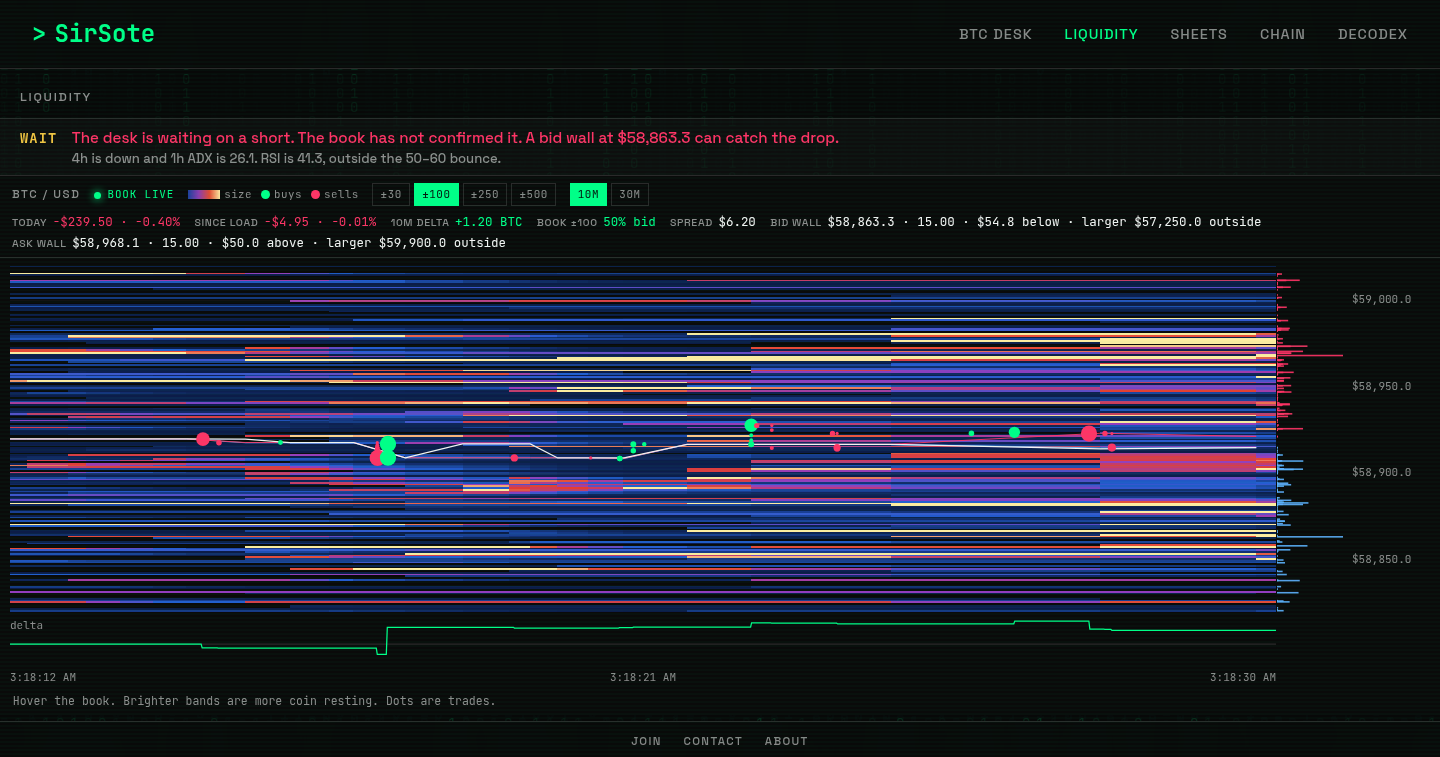 > SirSote
BTC DESK LIQUIDITY SHEETS CHAIN DECODEX
LIQUIDITY
WAIT The desk is waiting on a short. The book has not confirmed it. A bid wall at $58,863.3 can catch the drop.
4h is down and 1h ADX is 26.1. RSI is 41.3, outside the 50–60 bounce.
BTC / USD BOOK LIVE size buys sells ±30 ±100 ±250 ±500 10M 30M
TODAY -$239.50 · -0.40% SINCE LOAD -$4.95 · -0.01% 10M DELTA +1.20 BTC BOOK ±100 50% bid SPREAD $6.20 BID WALL $58,863.3 · 15.00 · $54.8 below · larger $57,250.0 outside
ASK WALL $58,968.1 · 15.00 · $50.0 above · larger $59,900.0 outside
$59,000.0
$58,950.0
$58,900.0
$58,850.0
delta
3:18:12 AM 3:18:21 AM 3:18:30 AM
Hover the book. Brighter bands are more coin resting. Dots are trades.
JOIN CONTACT ABOUT